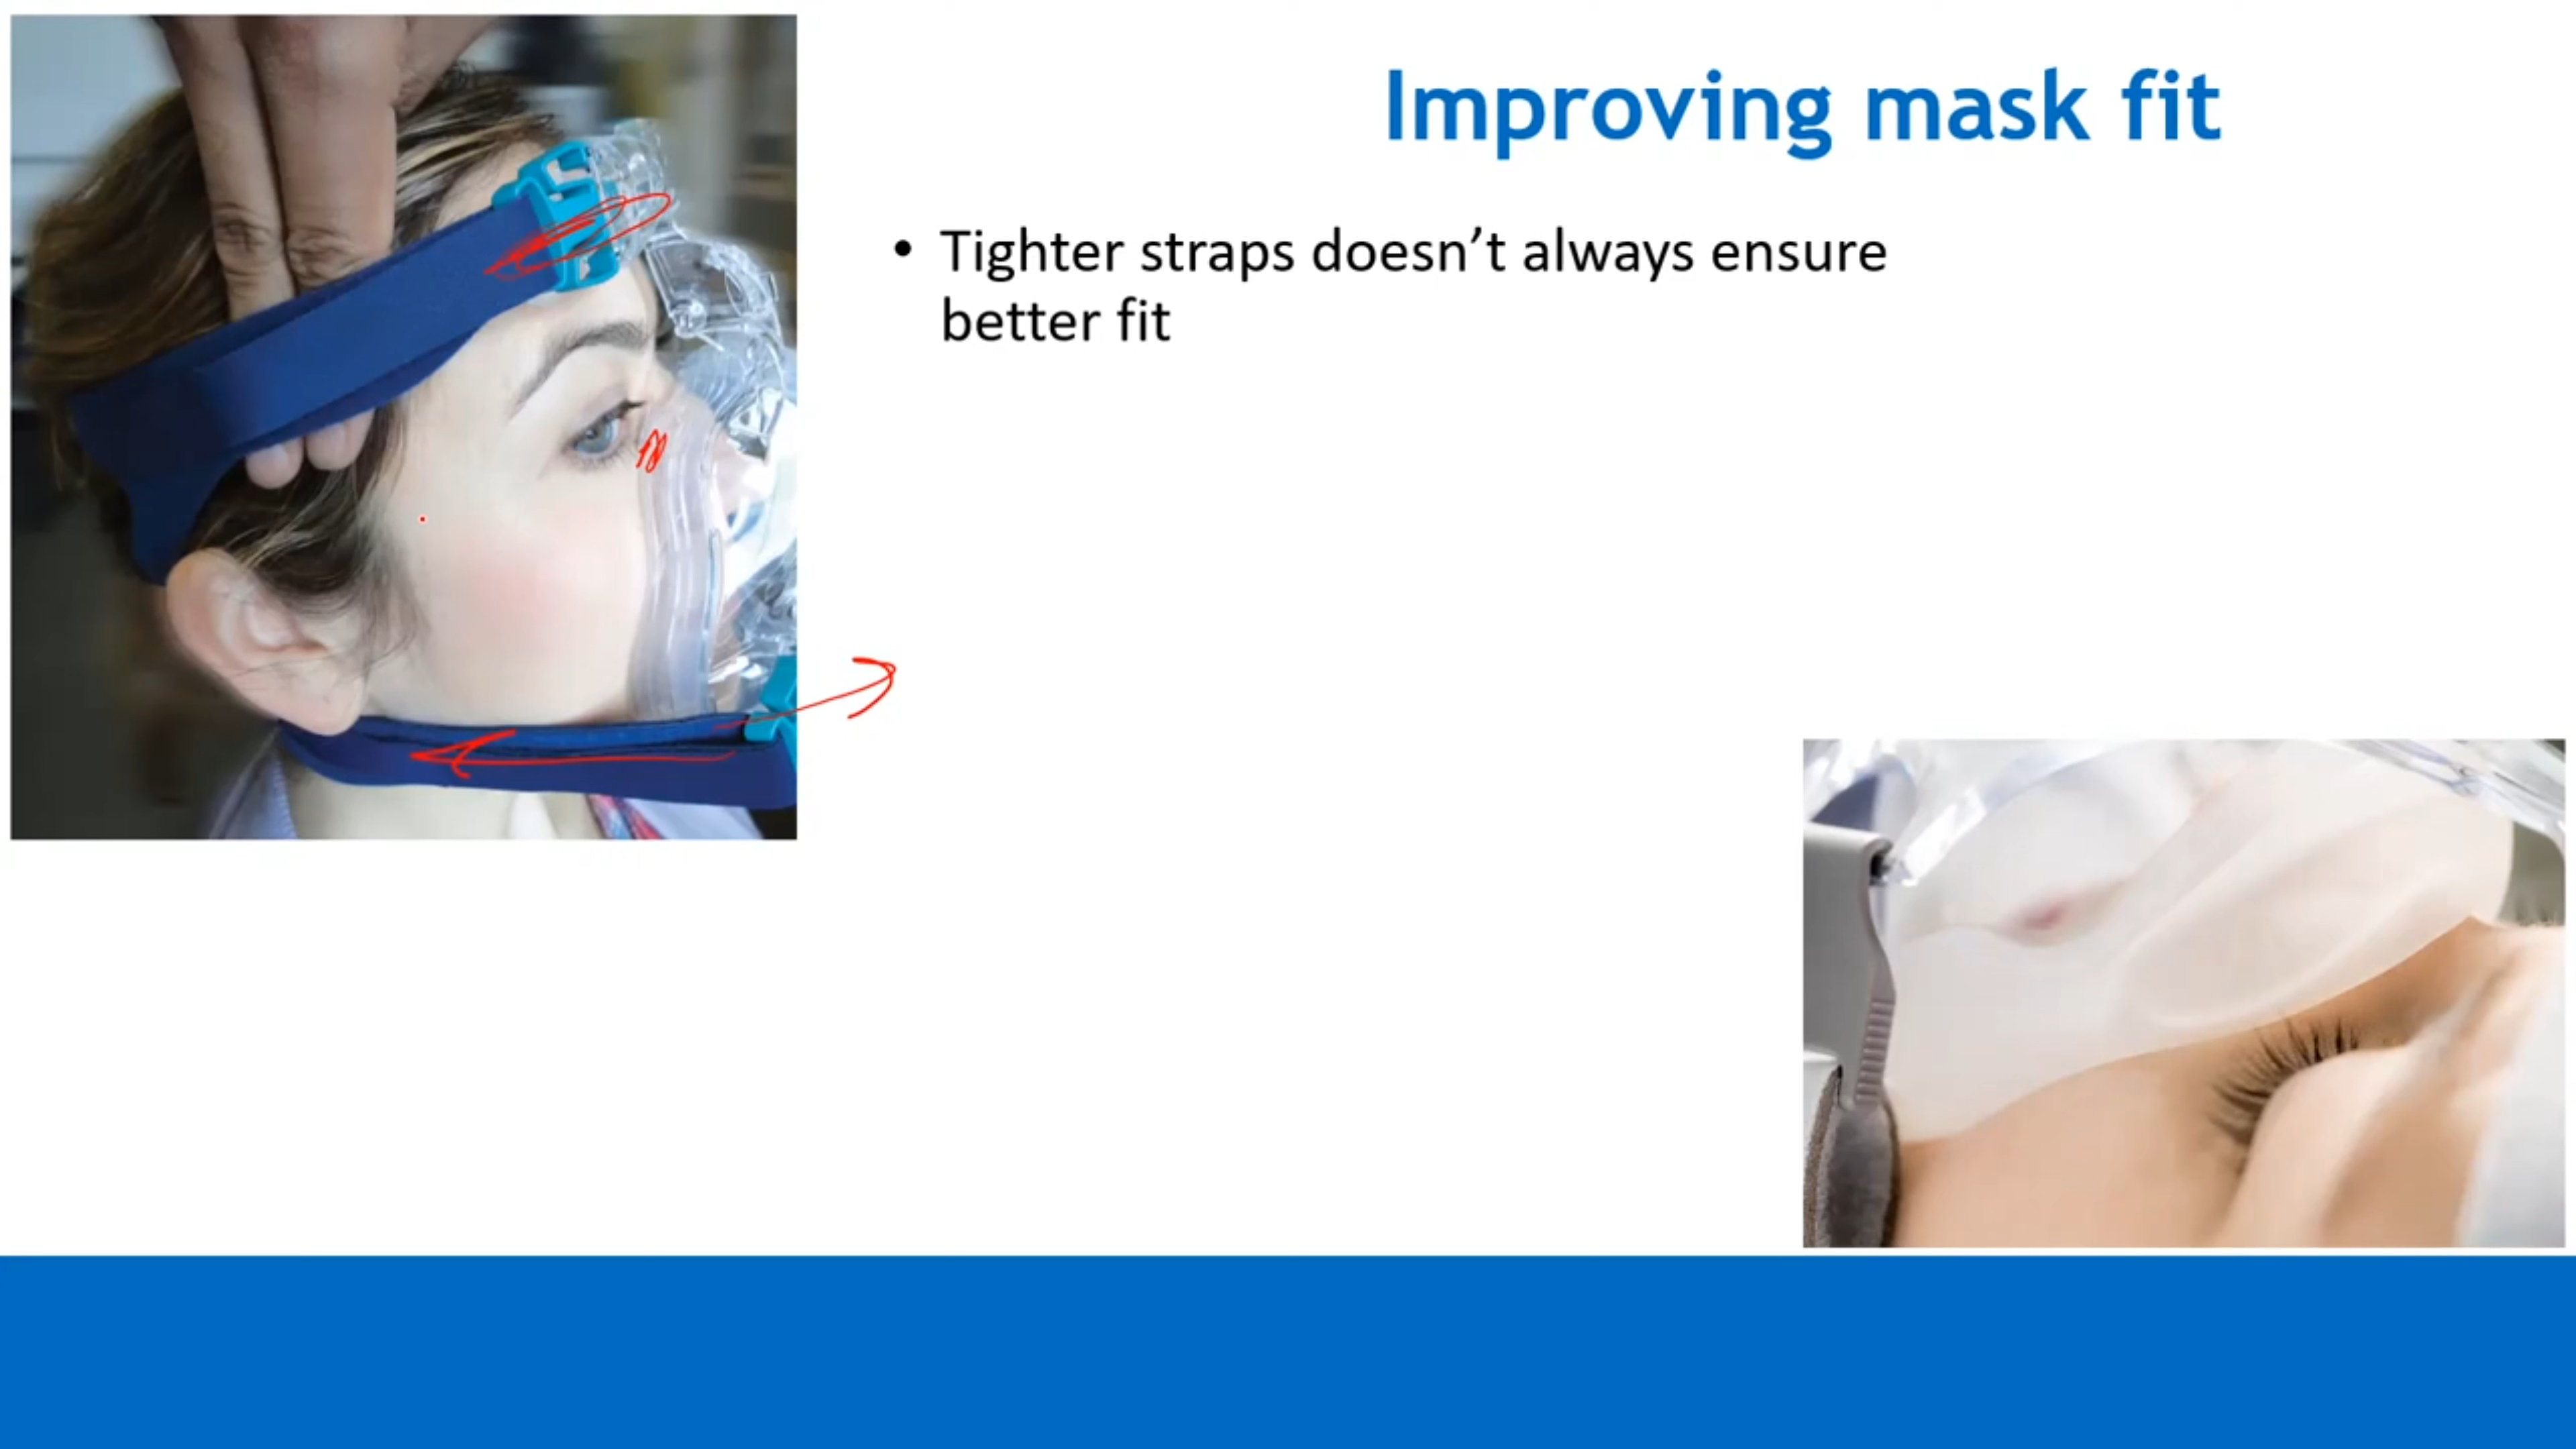 Improving mask fit
• Tighter straps doesn’t always ensure
better fit